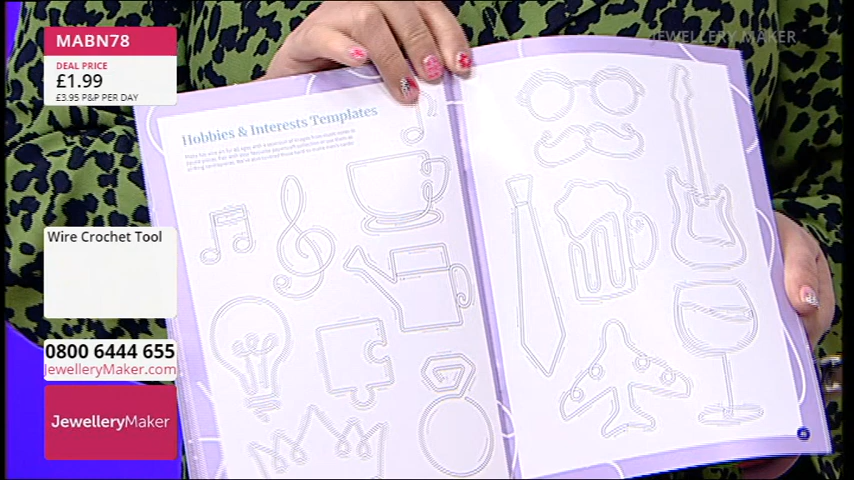 MABN78
DEAL PRICE
£1.99
£3.95 P&P PER DAY
Wire Crochet Tool
0800 6444 655
JewelleryMaker.com
JewelleryMaker
JEWELLERY MAKER
Hobbies & Interests Templates